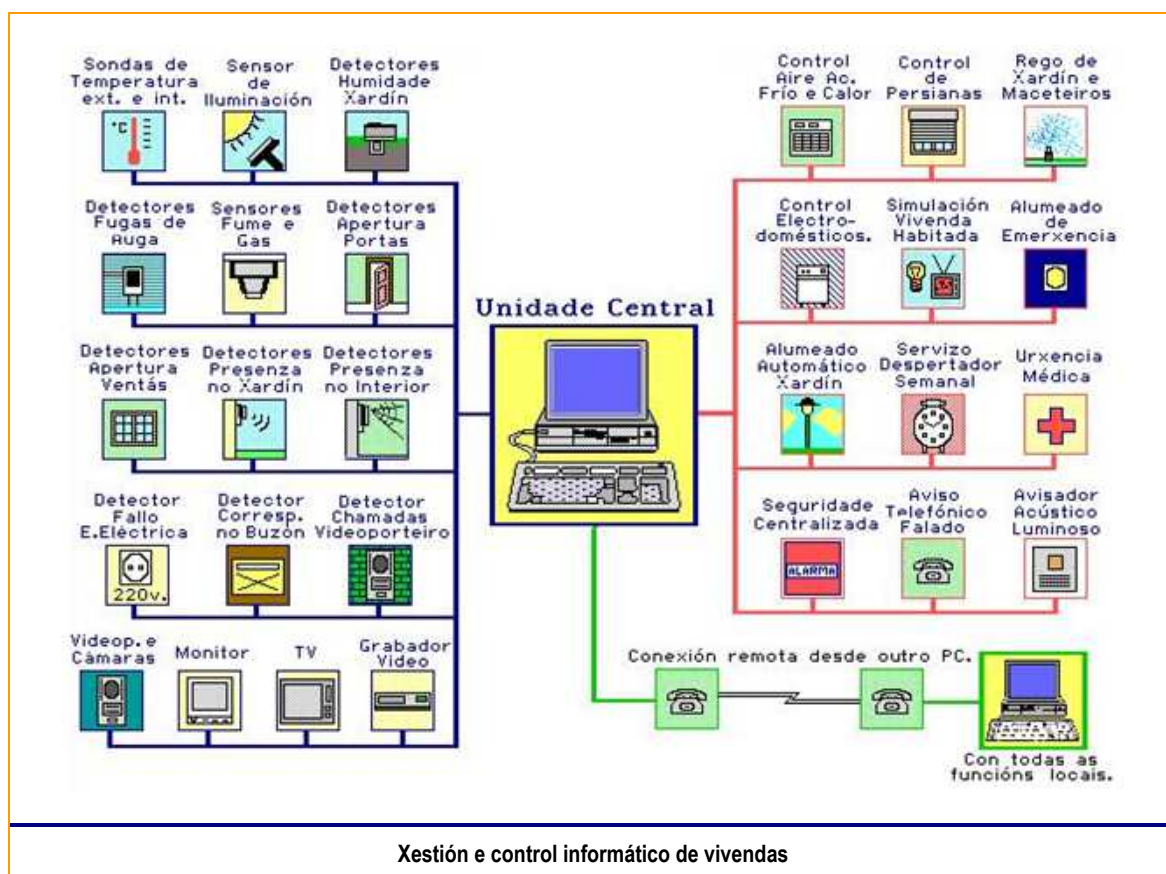 Sondas de
Temperatura
ext. e int.
Sensor
de
Iluminación
Detectores
Humidade
Xardín
Control
Aire Ac.
Frío e Calor
Control
de
Persianas
Rego de
Xardín e
Maceteiros
°C
Detectores
Fugas de
Auga
Sensores
Fume e
Gas
Detectores
Apertura
Portas
Control
Electro-
domésticos.
Simulación
Vivenda
Habitada
Alumeado
de
Emerxencia
Unidade Central
Detectores
Apertura
Ventás
Detectores
Presenza
no Xardín
Detectores
Presenza
no Interior
Alumeado
Automático
Xardín
Servizo
Despertador
Semanal
Urxencia
Médica
Detector
Fallo
E.Eléctrica
220v.
Detector
Corresp.
no Buzón
Detector
Chamadas
Videoporteiro
Seguridade
Centralizada
ALARMA
Aviso
Telefónico
Falado
Avisador
Acústico
Luminoso
Videop.e
Cámaras
Monitor
TV
Grabador
Video
Conexión remota desde outro PC.
Con todas as
funcións locais.
Xestión e control informático de vivendas